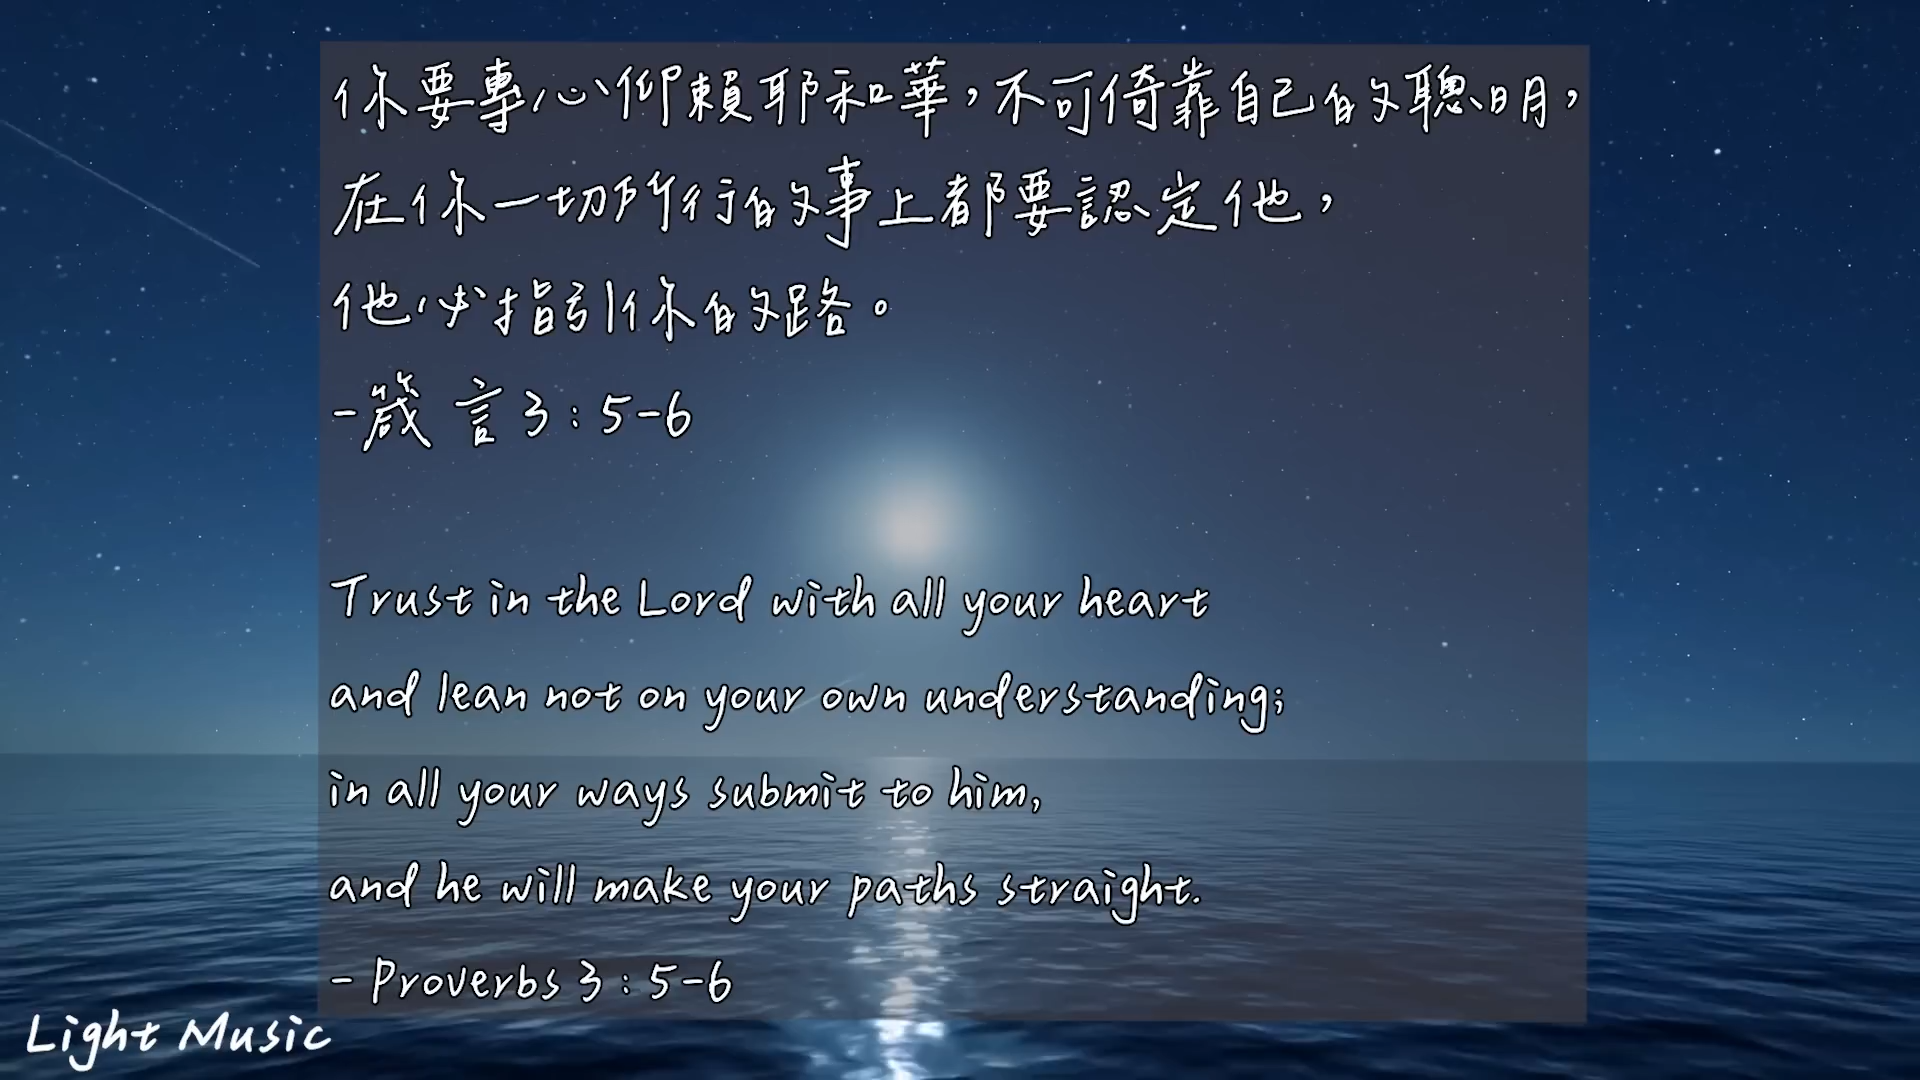 你要專心仰賴耶和華，不可倚靠自己的聰明，
在你一切所行的事上都要認定他，
他必指引你的路。
-箴言3:5-6
Trust in the Lord with all your heart
and lean not on your own understanding;
in all your ways submit to him,
and he will make your paths straight.
- Proverbs 3:5-6
Light Music